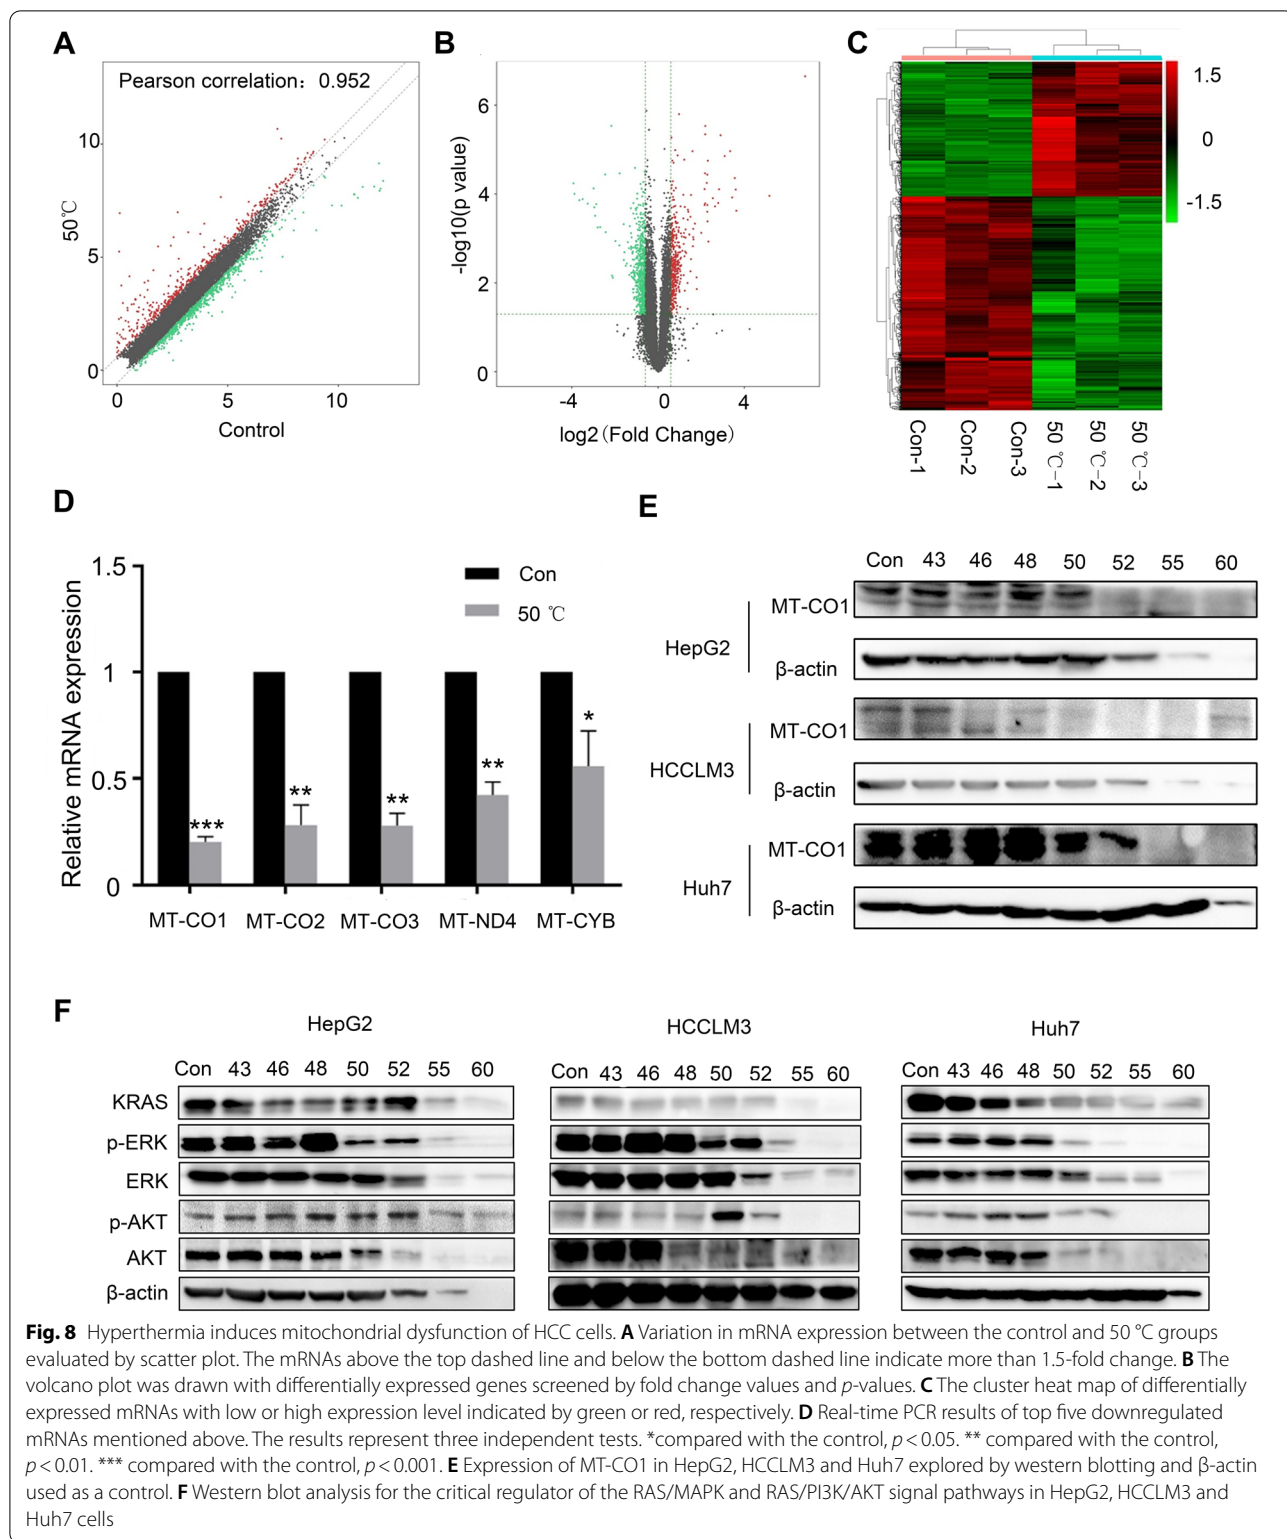 A
Pearson correlation: 0.952
10
5
0
0
5
10
50℃
Control
B
6
4
2
0
-4
0
4
-log10(p value)
log2(Fold Change)
C
1.5
0
-1.5
Con-1
Con-2
Con-3
50 ℃-1
50 ℃-2
50 ℃-3
D
1.5
1
0.5
0
Relative mRNA expression
Con
50 ℃
***
**
**
**
*
MT-CO1 MT-CO2 MT-CO3 MT-ND4 MT-CYB
E
Con 43 46 48 50 52 55 60
HepG2
MT-CO1
β-actin
HCCLM3
MT-CO1
β-actin
Huh7
MT-CO1
β-actin
F
HepG2 HCCLM3 Huh7
Con 43 46 48 50 52 55 60 Con 43 46 48 50 52 55 60 Con 43 46 48 50 52 55 60
KRAS
p-ERK
ERK
p-AKT
AKT
β-actin
Fig. 8 Hyperthermia induces mitochondrial dysfunction of HCC cells. A Variation in mRNA expression between the control and 50 °C groups
evaluated by scatter plot. The mRNAs above the top dashed line and below the bottom dashed line indicate more than 1.5-fold change. B The
volcano plot was drawn with differentially expressed genes screened by fold change values and p-values. C The cluster heat map of differentially
expressed mRNAs with low or high expression level indicated by green or red, respectively. D Real-time PCR results of top five downregulated
mRNAs mentioned above. The results represent three independent tests. *compared with the control, p < 0.05. ** compared with the control,
p < 0.01. *** compared with the control, p < 0.001. E Expression of MT-CO1 in HepG2, HCCLM3 and Huh7 explored by western blotting and β-actin
used as a control. F Western blot analysis for the critical regulator of the RAS/MAPK and RAS/PI3K/AKT signal pathways in HepG2, HCCLM3 and
Huh7 cells